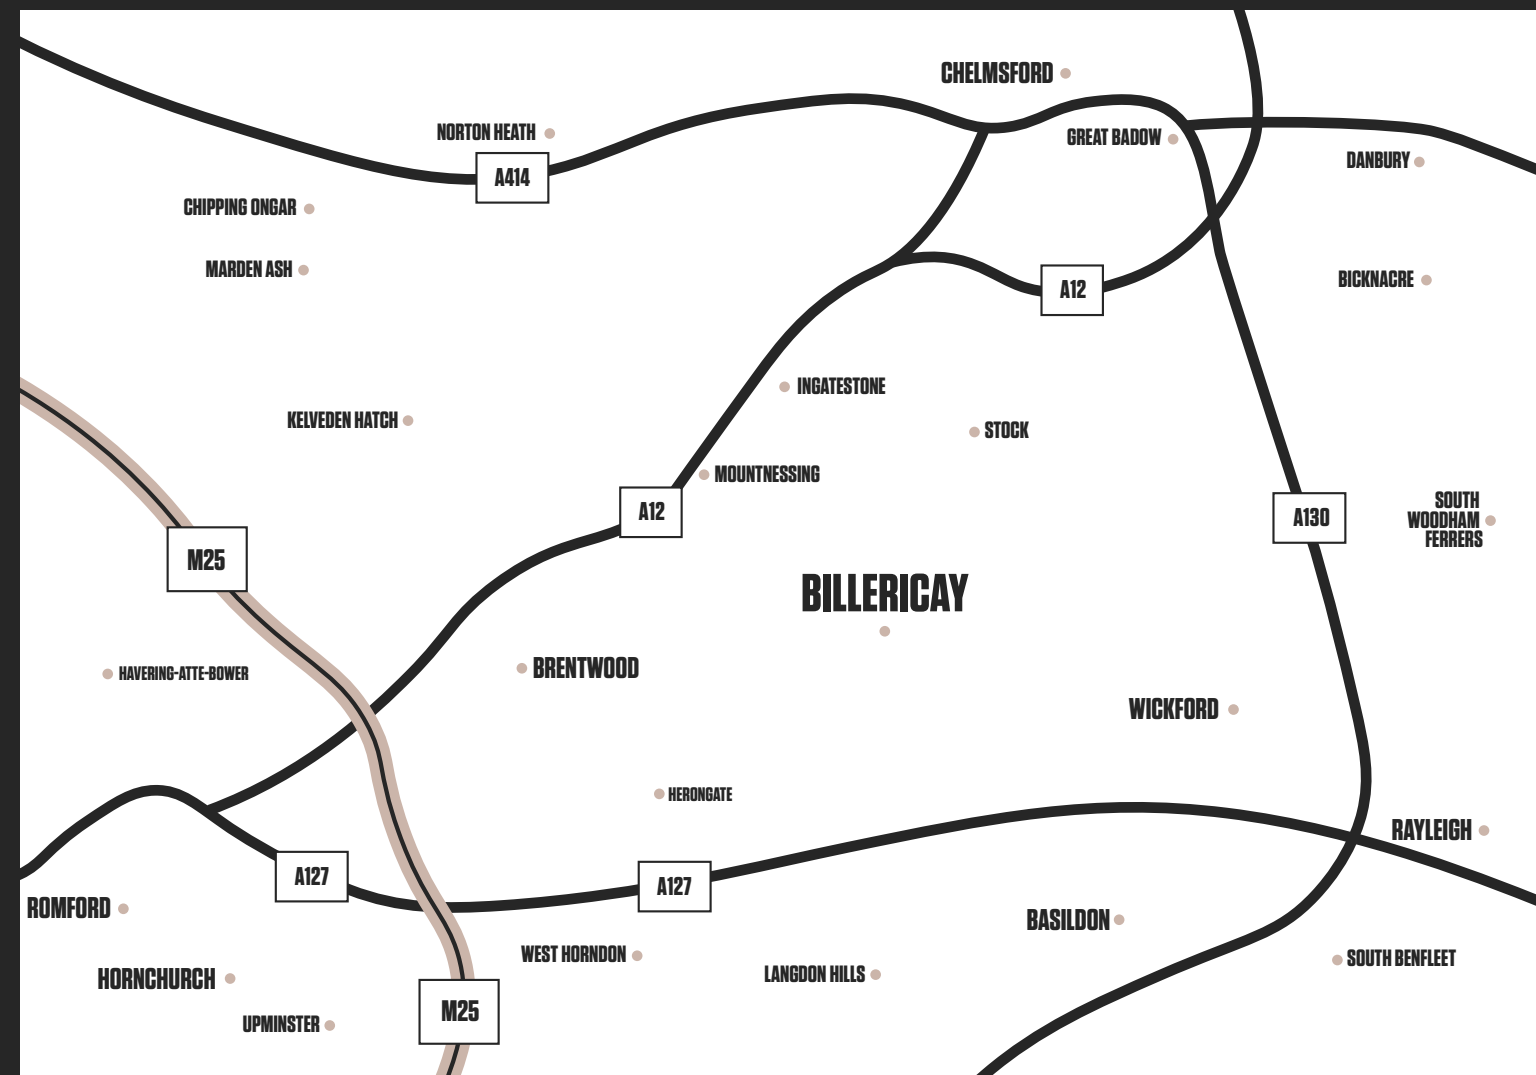 CHELMSFORD
NORTON HEATH
GREAT BADOW
DANBURY
A414
CHIPPING ONGAR
MARDEN ASH
BICKNACRE
A12
INGATESTONE
KELVEDEN HATCH
STOCK
MOUNTNESSING
A12
A130
SOUTH
WOODHAM
FERRERS
M25
BILLERICAY
BRENTWOOD
HAVERING-ATTE-BOWER
WICKFORD
HERONGATE
RAYLEIGH
A127
A127
ROMFORD
BASILDON
WEST HORNDON
SOUTH BENFLEET
LANGDON HILLS
HORNCHURCH
M25
UPMINSTER